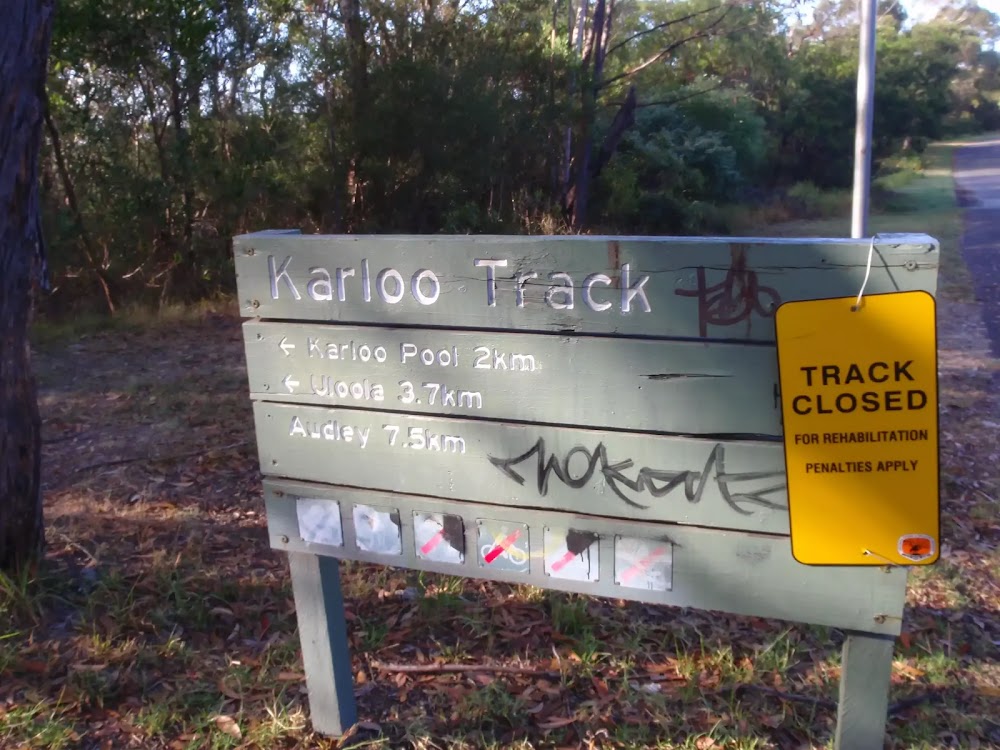 Karloo Track
← Karloo Pool 2km
← Uloola 3.7km
Audley 7.5km
TRACK
CLOSED
FOR REHABILITATION
PENALTIES APPLY